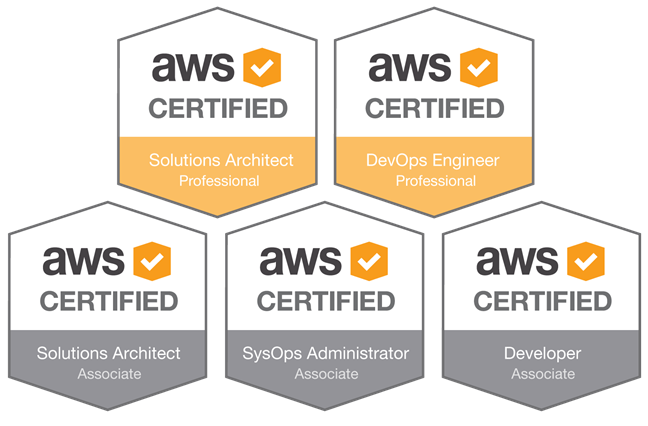 aws
CERTIFIED
Solutions Architect
Professional
aws
CERTIFIED
DevOps Engineer
Professional
aws
CERTIFIED
Solutions Architect
Associate
aws
CERTIFIED
SysOps Administrator
Associate
aws
CERTIFIED
Developer
Associate